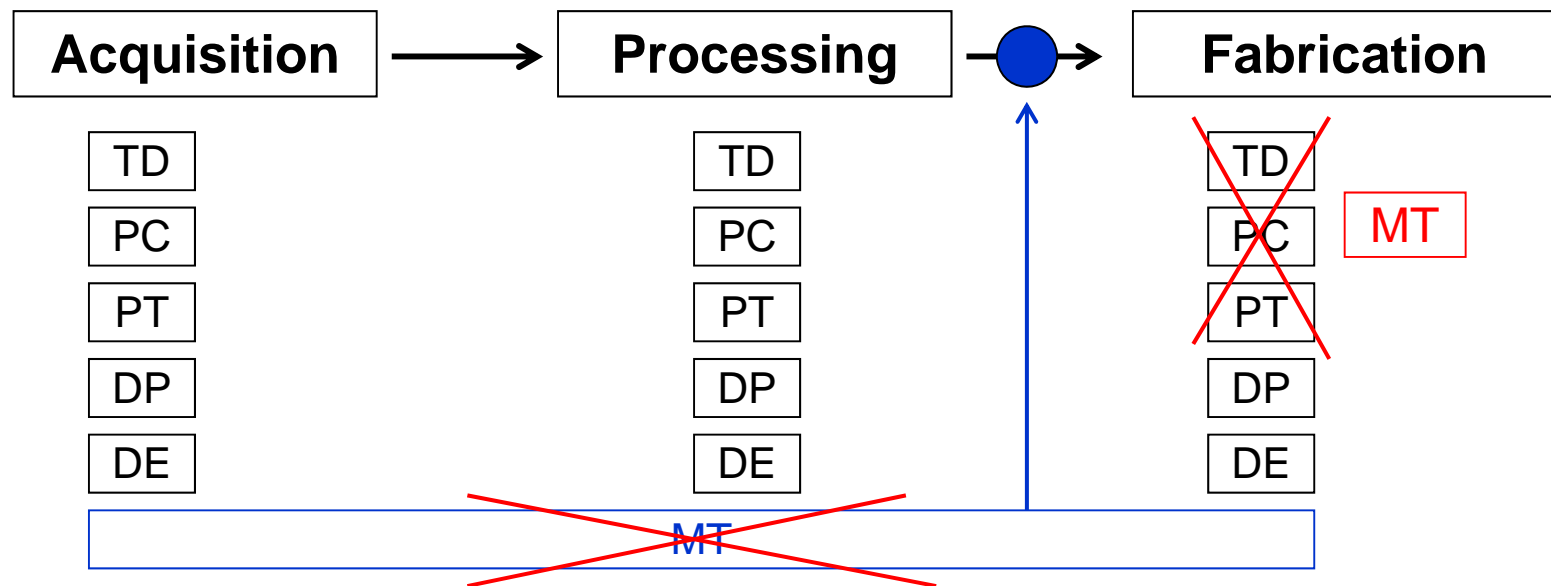 Acquisition Processing Fabrication
TD TD TD
PC PC PC MT
PT PT PT
DP DP DP
DE DE DE
MT